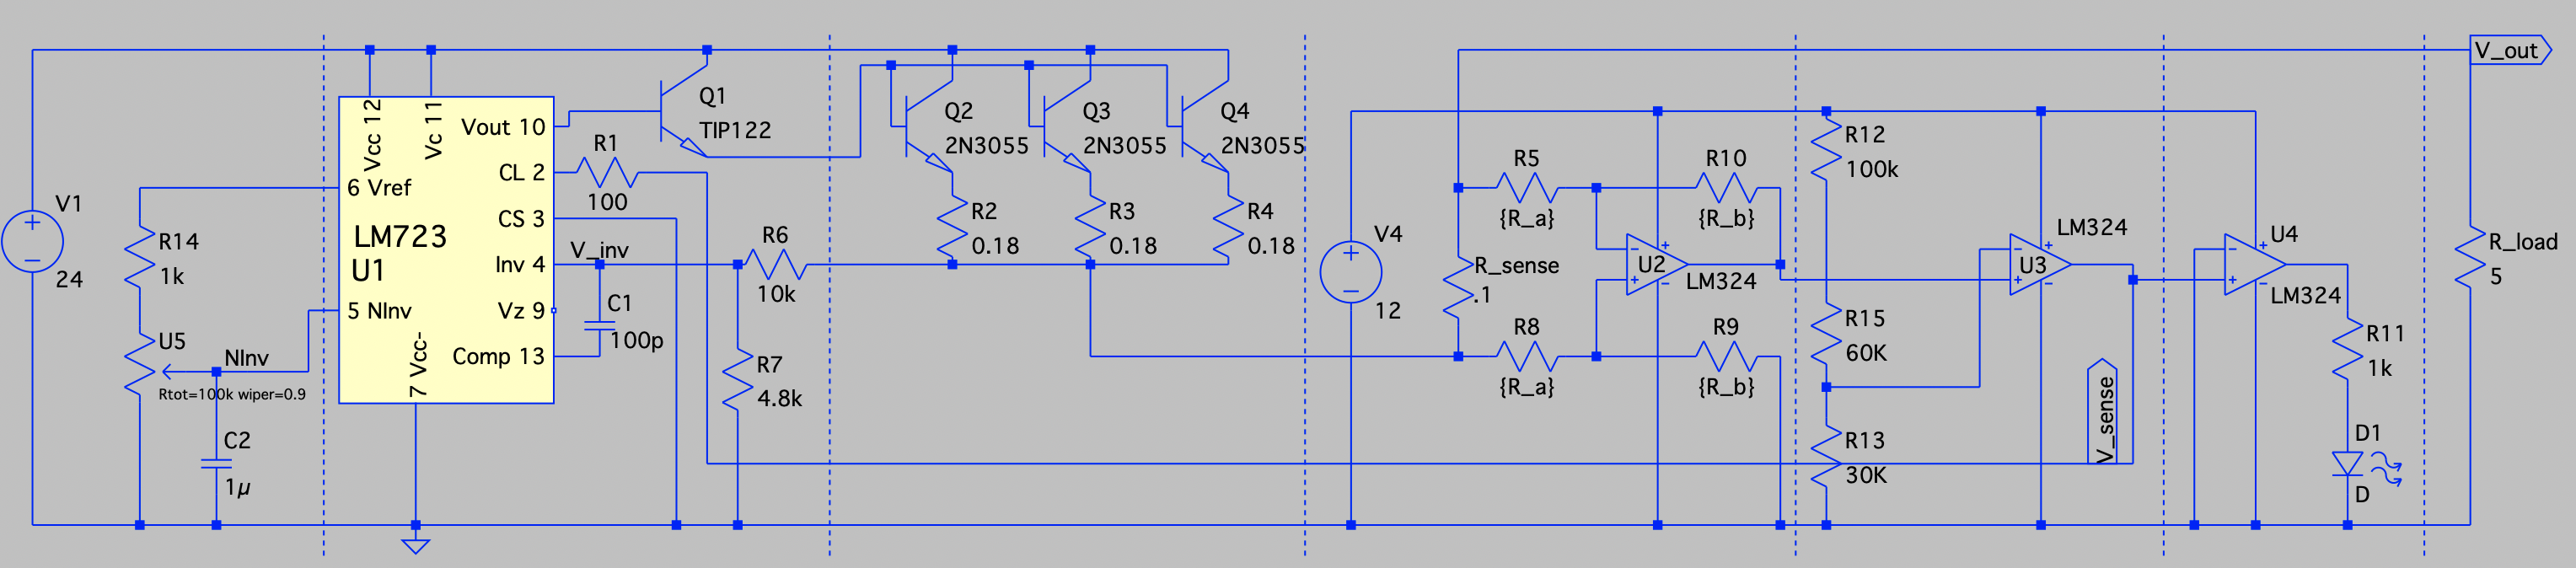 V1
24
R14
1k
U5
NInv
Rtot=100k wiper=0.9
C2
1µ
Vcc 12
Vc 11
Vout 10
CL 2
6 Vref
CS 3
LM723
U1
Inv 4
5 NInv
Vz 9
Comp 13
7 Vcc-
Q1
TIP122
R1
100
V_inv
R6
10k
C1
100p
R7
4.8k
Q2
2N3055
Q3
2N3055
Q4
2N3055
R2
0.18
R3
0.18
R4
0.18
V4
12
R_sense
.1
R5
{R_a}
R10
{R_b}
U2
LM324
R8
{R_a}
R9
{R_b}
R12
100k
R15
60K
R13
30K
LM324
U3
V_sense
U4
LM324
R11
1k
D1
D
V_out
R_load
5